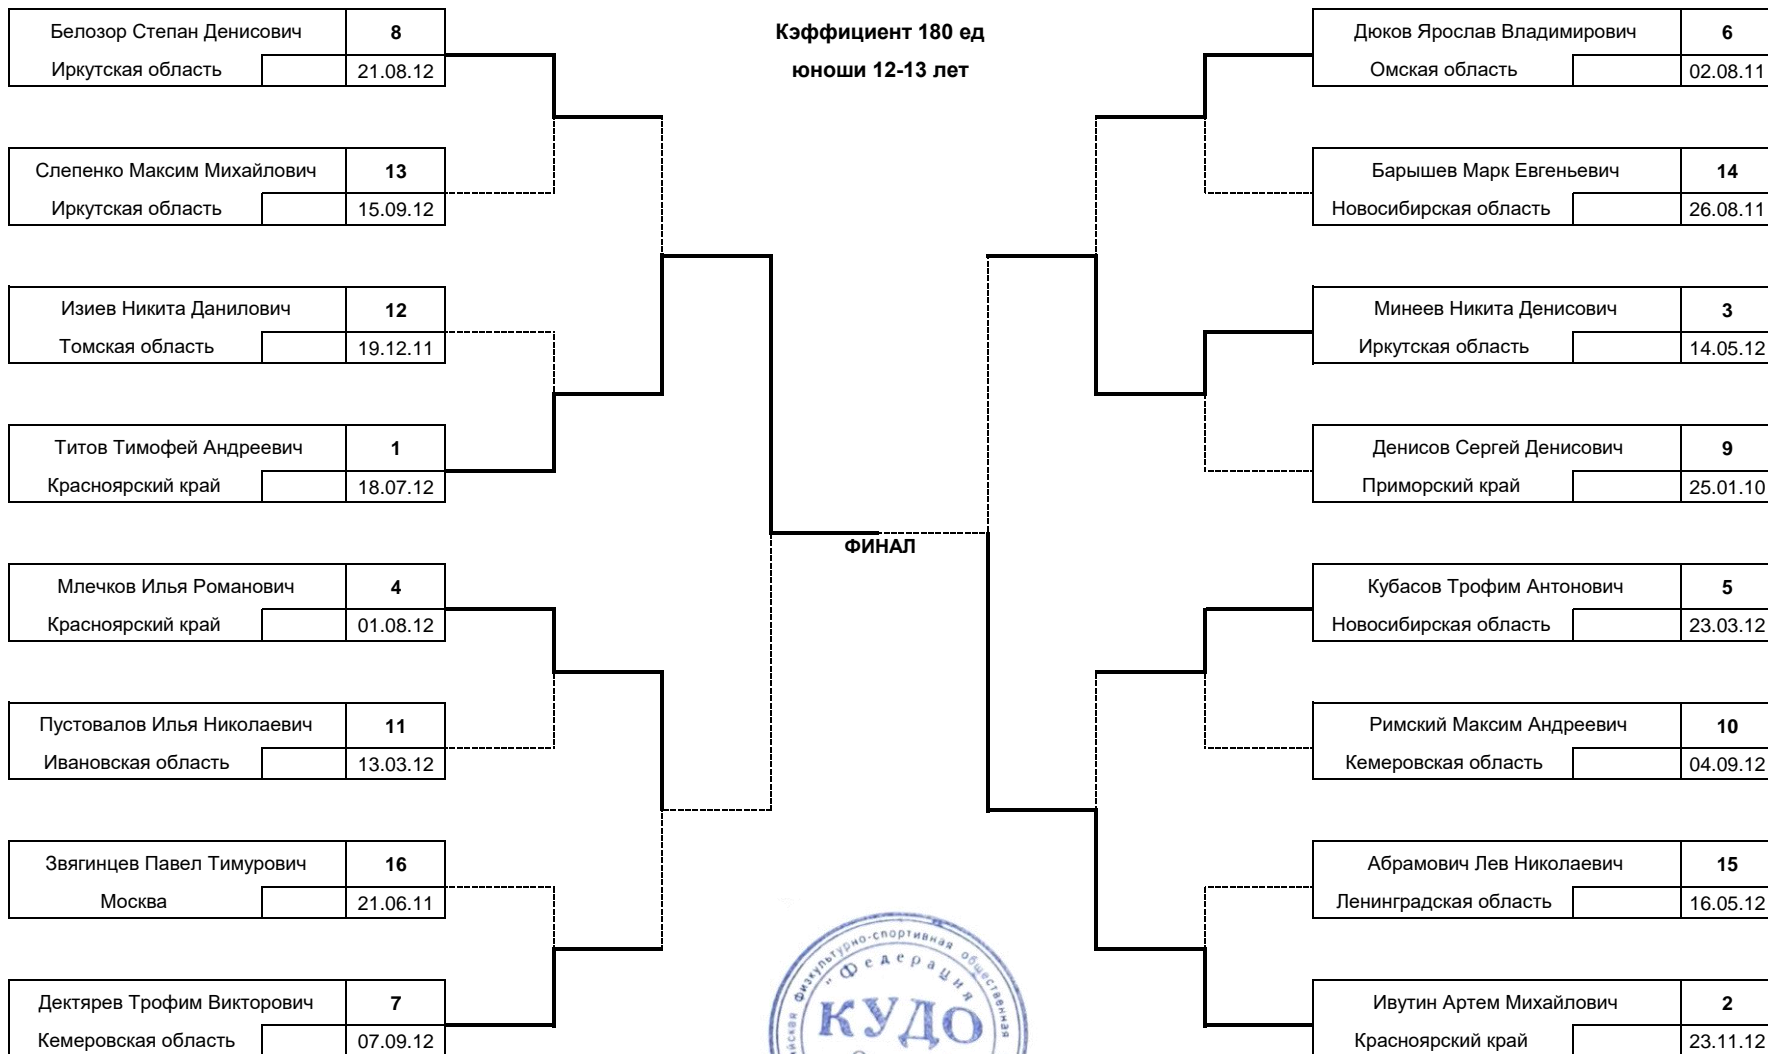 Кэффициент 180 ед
юноши 12-13 лет
Белозор Степан Денисович 8
Иркутская область 21.08.12
Слепенко Максим Михайлович 13
Иркутская область 15.09.12
Изиев Никита Данилович 12
Томская область 19.12.11
Титов Тимофей Андреевич 1
Красноярский край 18.07.12
Млечков Илья Романович 4
Красноярский край 01.08.12
Пустовалов Илья Николаевич 11
Ивановская область 13.03.12
Звягинцев Павел Тимурович 16
Москва 21.06.11
Дектярев Трофим Викторович 7
Кемеровская область 07.09.12
ФИНАЛ
Дюков Ярослав Владимирович 6
Омская область 02.08.11
Барышев Марк Евгеньевич 14
Новосибирская область 26.08.11
Минеев Никита Денисович 3
Иркутская область 14.05.12
Денисов Сергей Денисович 9
Приморский край 25.01.10
Кубасов Трофим Антонович 5
Новосибирская область 23.03.12
Римский Максим Андреевич 10
Кемеровская область 04.09.12
Абрамович Лев Николаевич 15
Ленинградская область 16.05.12
Ивутин Артем Михайлович 2
Красноярский край 23.11.12
физкультурно-спортивная общественная
"Федерация
КУДО